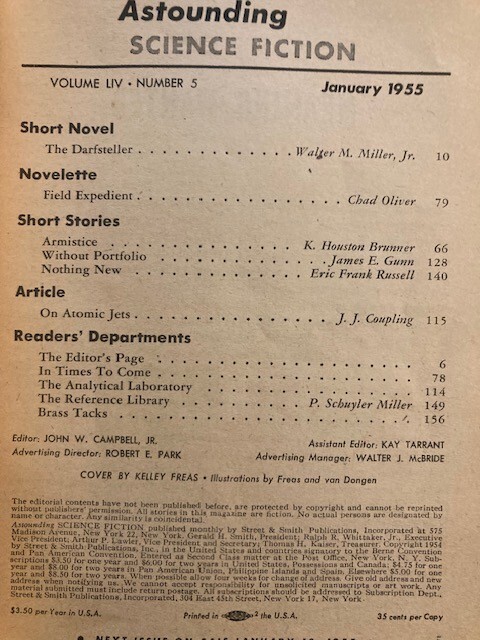 Astounding
SCIENCE FICTION
VOLUME LIV · NUMBER 5 January 1955
Short Novel
The Darfsteller . . . . . . . . . . . . Walter M. Miller, Jr. 10
Novelette
Field Expedient . . . . . . . . . . . . . . . . Chad Oliver 79
Short Stories
Armistice . . . . . . . . . . . . . . K. Houston Brunner 66
Without Portfolio . . . . . . . . . . . . . James E. Gunn 128
Nothing New . . . . . . . . . . . . . Eric Frank Russell 140
Article
On Atomic Jets . . . . . . . . . . . . . . . J. J. Coupling 115
Readers' Departments
The Editor's Page . . . . . . . . . . . . . . . . . . . . 6
In Times To Come . . . . . . . . . . . . . . . . . . . . 78
The Analytical Laboratory . . . . . . . . . . . . . . . . 114
The Reference Library . . . . . . . . P. Schuyler Miller 149
Brass Tacks . . . . . . . . . . . . . . . . . . . . . . 156
Editor: JOHN W. CAMPBELL, JR. Assistant Editor: KAY TARRANT
Advertising Director: ROBERT E. PARK Advertising Manager: WALTER J. McBRIDE
COVER BY KELLEY FREAS · Illustrations by Freas and van Dongen
The editorial contents have not been published before, are protected by copyright and cannot be reprinted
without publishers' permission. All stories in this magazine are fiction. No actual persons are designated by
name or character. Any similarity is coincidental.
Astounding SCIENCE FICTION published monthly by Street & Smith Publications, Incorporated at 575
Madison Avenue, New York 22, New York. Gerald H. Smith, President; Ralph R. Whittaker, Jr., Executive
Vice President; Arthur P. Lawler, Vice President and Secretary; Thomas H. Kaiser, Treasurer. Copyright 1954
by Street & Smith Publications, Inc., in the United States and countries signatory to the Berne Convention
and Pan American Convention. Entered as Second Class matter at the Post Office, New York, N. Y. Sub-
scriptions $3.50 for one year and $6.00 for two years in United States, Possessions and Canada; $4.75 for one
year and $8.00 for two years in Pan American Union, Philippine Islands and Spain. Elsewhere $5.00 for one
year and $8.50 for two years. When possible allow four weeks for change of address. Give old address and new
address when notifying us. We cannot accept responsibility for unsolicited manuscripts or art work. Any
material submitted must include return postage. All subscriptions should be addressed to Subscription Dept.,
Street & Smith Publications, Incorporated, 304 East 45th Street, New York 17, New York.
$3.50 per Year in U.S.A. Printed in the U.S.A. 35 cents per Copy
NEXT ISSUE ON SALE JANUARY